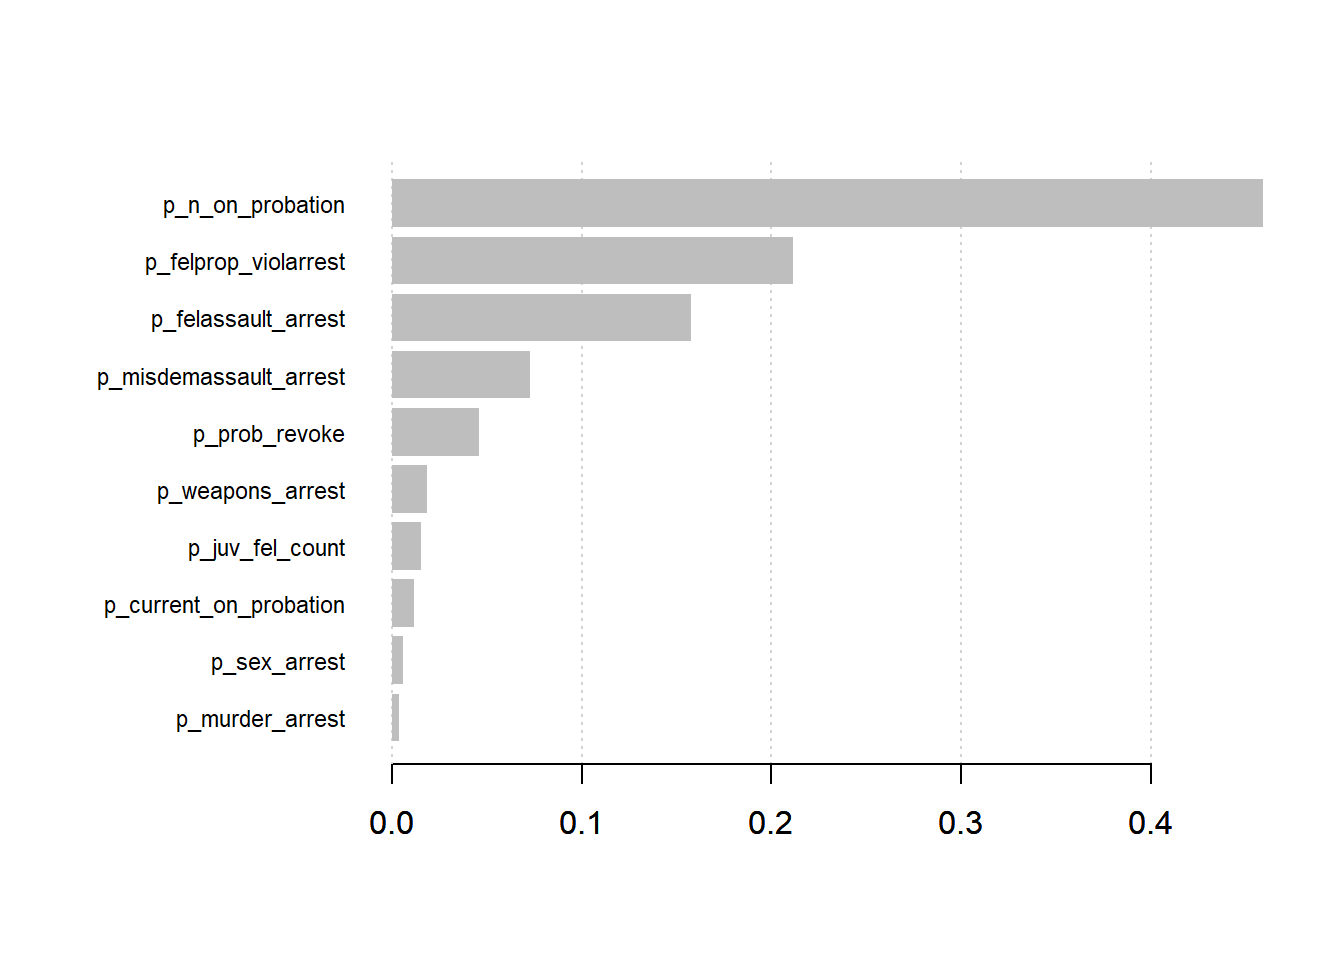 p_n_on_probation
p_felprop_violarrest
p_felassault_arrest
p_misdemassault_arrest
p_prob_revoke
p_weapons_arrest
p_juv_fel_count
p_current_on_probation
p_sex_arrest
p_murder_arrest
0.0 0.1 0.2 0.3 0.4